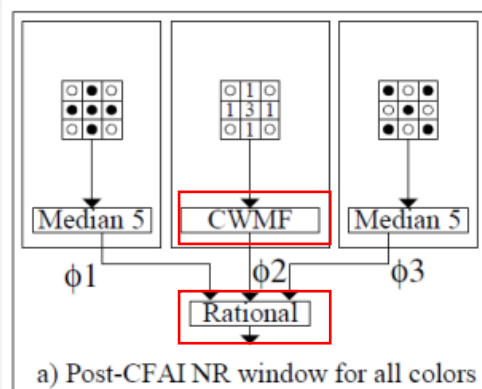 1
1 3 1
1
Median 5 CWMF Median 5
ϕ1 ϕ2 ϕ3
Rational
a) Post-CFAI NR window for all colors